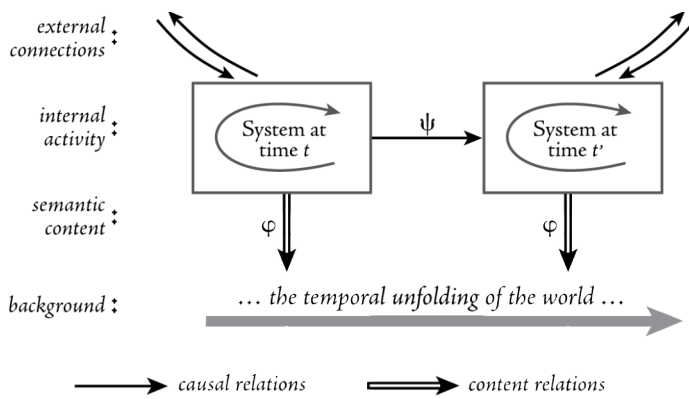 external
connections :
internal
activity :
System at
time t
ψ
System at
time t'
semantic
content :
φ
φ
background :
... the temporal unfolding of the world ...
causal relations
content relations